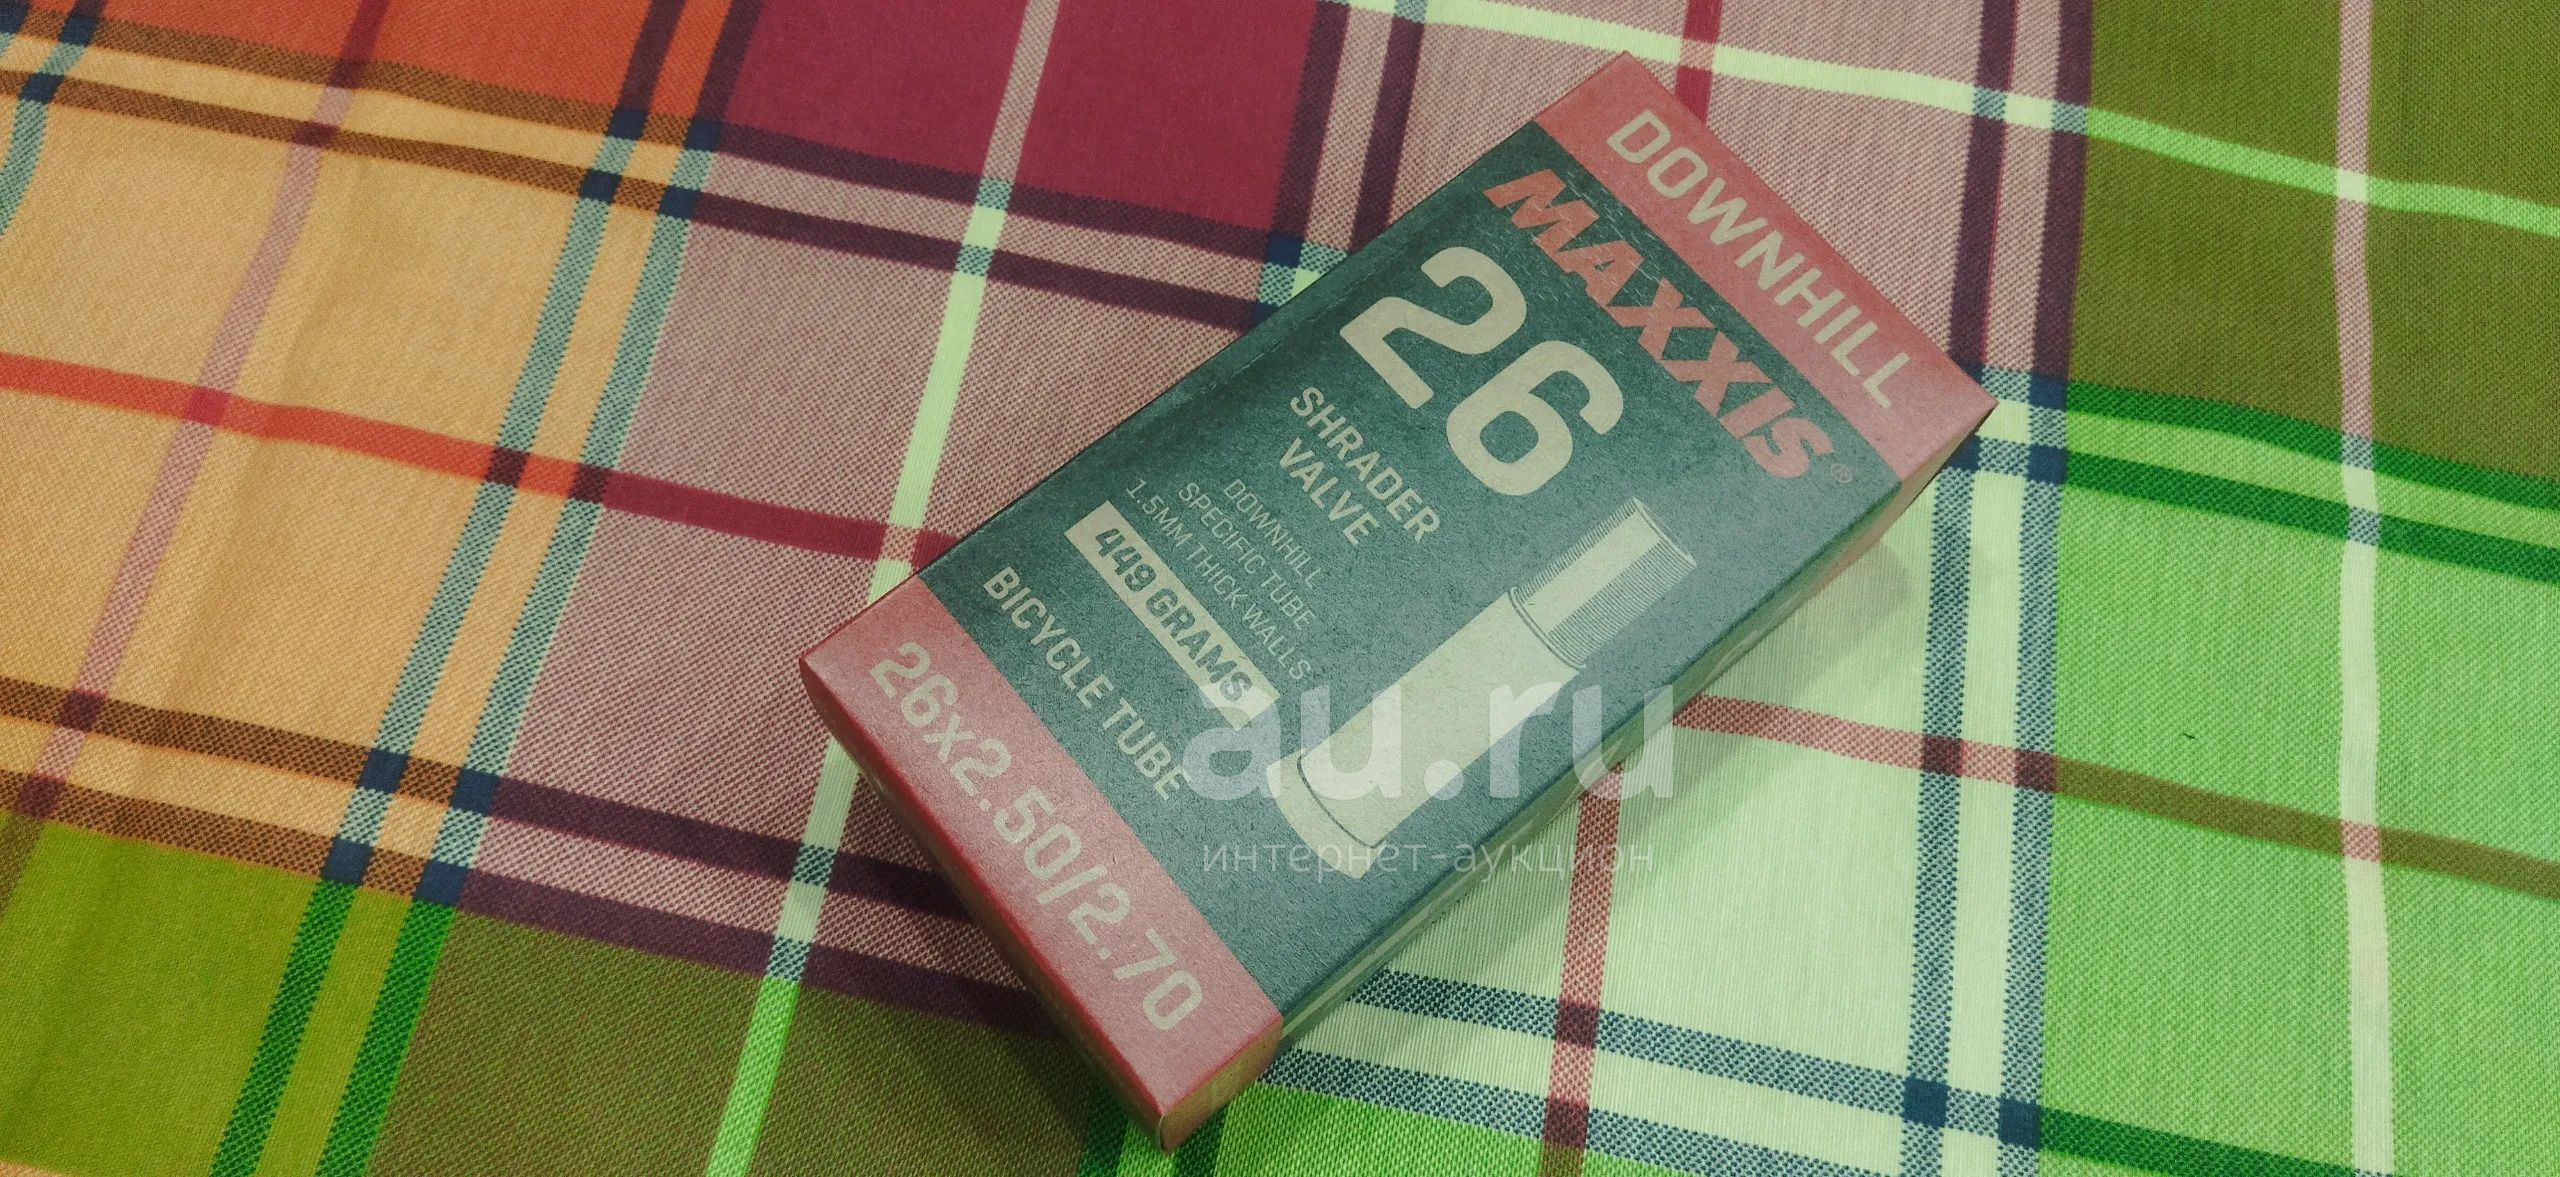 DOWNHILL
MAXXIS®
26
SHRADER
VALVE
DOWNHILL
SPECIFIC TUBE
1.5MM THICK WALLS
449 GRAMS
BICYCLE TUBE
26x2.50/2.70
au.ru
интернет-аукцион